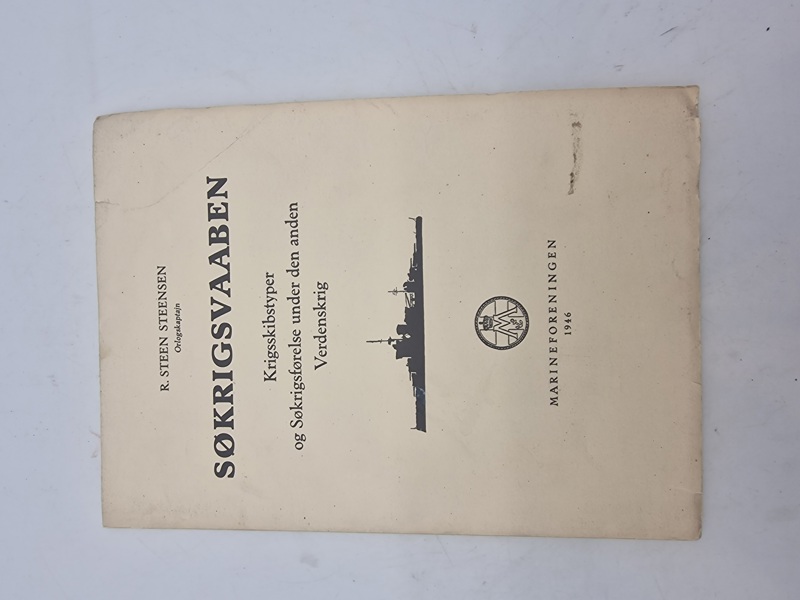 R. STEEN STEENSEN
Orlogskaptajn
SØKRIGSVAABEN
Krigsskibstyper
og Søkrigsførelse under den anden
Verdenskrig
MARINEFORENINGEN
1946